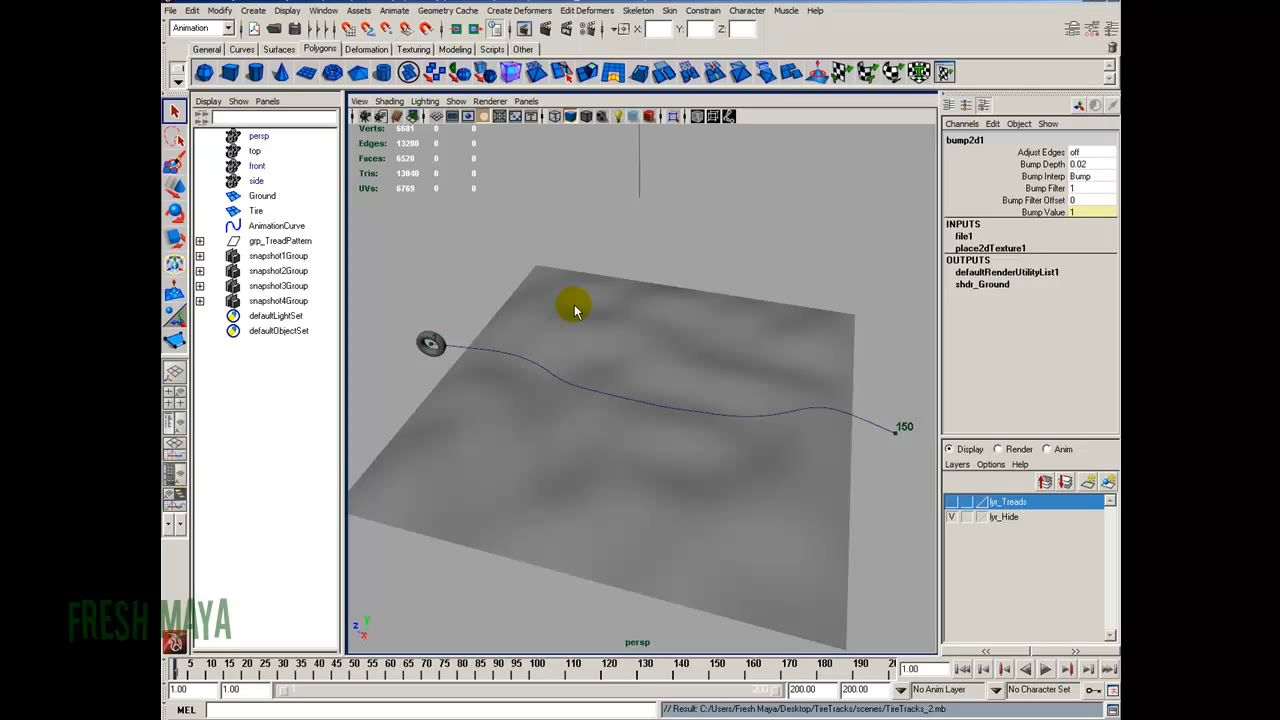 File Edit Modify Create Display Window Assets Animate Geometry Cache Create Deformers Edit Deformers Skeleton Skin Constrain Character Muscle Help
Animation X: Y: Z:
General Curves Surfaces Polygons Deformation Texturing Modeling Scripts Other
Display Show Panels
View Shading Lighting Show Renderer Panels
Channels Edit Object Show
persp
top
front
side
Ground
Tire
AnimationCurve
grp_TreadPattern
snapshot1Group
snapshot2Group
snapshot3Group
snapshot4Group
defaultLightSet
defaultObjectSet
Verts: 6681 0 0
Edges: 13200 0 0
Faces: 6520 0 0
Tris: 13040 0 0
UVs: 6769 0 0
150
persp
bump2d1
Adjust Edges off
Bump Depth 0.02
Bump Interp Bump
Bump Filter 1
Bump Filter Offset 0
Bump Value 1
INPUTS
file1
place2dTexture1
OUTPUTS
defaultRenderUtilityList1
shdr_Ground
Display Render Anim
Layers Options Help
lyr_Treads
V lyr_Hide
FRESH MAYA
5 10 15 20 25 30 35 40 45 50 55 60 65 70 75 80 85 90 95 100 110 120 130 140 150 160 170 180 190 2 1.00
1.00 1.00 200 200.00 200.00 No Anim Layer No Character Set
MEL // Result: C:/Users/Fresh Maya/Desktop/TireTracks/scenes/TireTracks_2.mb